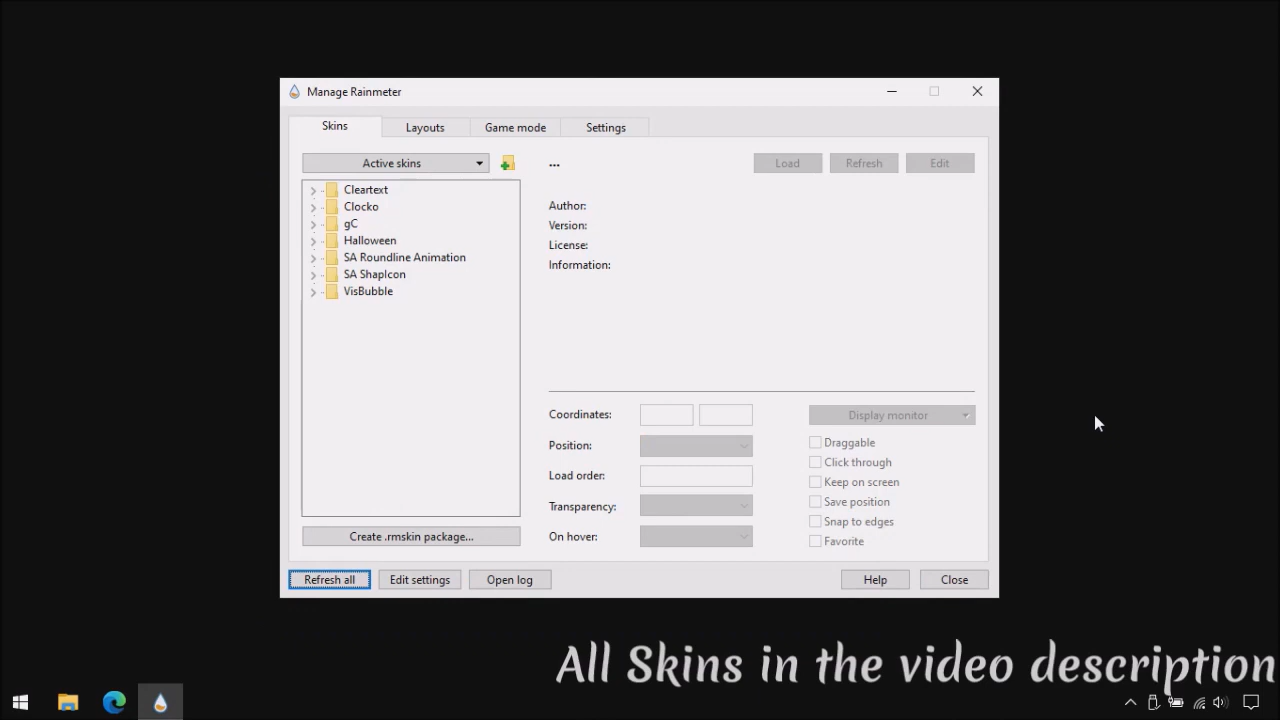 Manage Rainmeter
Skins
Layouts
Game mode
Settings
Active skins
...
Load
Refresh
Edit
Cleartext
Clocko
gC
Halloween
SA Roundline Animation
SA ShapIcon
VisBubble
Author:
Version:
License:
Information:
Coordinates:
Display monitor
Position:
Draggable
Click through
Load order:
Keep on screen
Transparency:
Save position
Snap to edges
On hover:
Favorite
Create .rmskin package...
Refresh all
Edit settings
Open log
Help
Close
All Skins in the video description